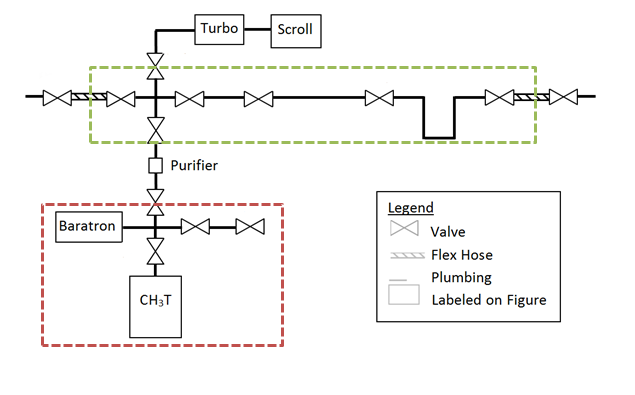 Turbo
Scroll
Purifier
Baratron
CH₃T
Legend
Valve
Flex Hose
Plumbing
Labeled on Figure